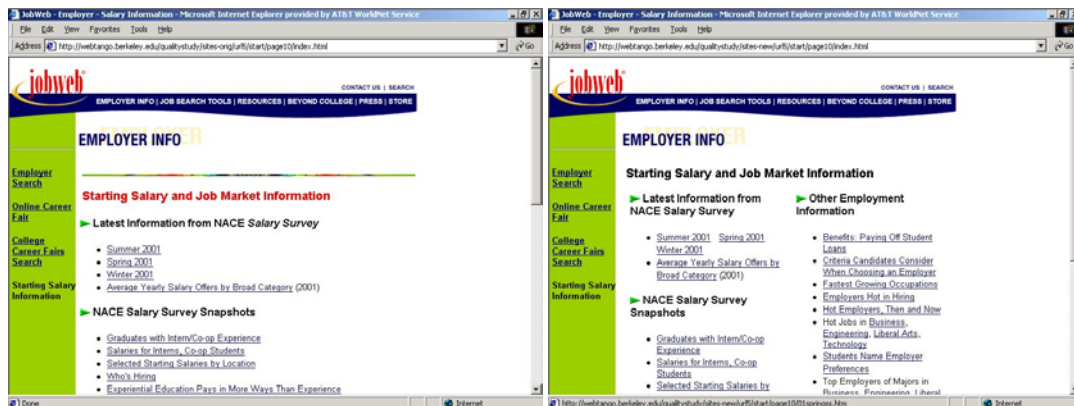 JobWeb - Employer - Salary Information - Microsoft Internet Explorer provided by AT&T WorldNet Service
File Edit View Favorites Tools Help
Address http://webtango.berkeley.edu/qualitystudy/sites-orig/urf5/start/page10/index.html Go
jobweb
CONTACT US | SEARCH
EMPLOYER INFO | JOB SEARCH TOOLS | RESOURCES | BEYOND COLLEGE | PRESS | STORE
EMPLOYER
EMPLOYER INFO
Employer
Search
Online Career
Fair
College
Career Fairs
Search
Starting Salary
Information
Starting Salary and Job Market Information
Latest Information from NACE Salary Survey
• Summer 2001
• Spring 2001
• Winter 2001
• Average Yearly Salary Offers by Broad Category (2001)
NACE Salary Survey Snapshots
• Graduates with Intern/Co-op Experience
• Salaries for Interns, Co-op Students
• Selected Starting Salaries by Location
• Who's Hiring
• Experiential Education Pays in More Ways Than Experience
Done
Internet
JobWeb - Employer - Salary Information - Microsoft Internet Explorer provided by AT&T WorldNet Service
File Edit View Favorites Tools Help
Address http://webtango.berkeley.edu/qualitystudy/sites-new/urf5/start/page10/index.html Go
jobweb
CONTACT US | SEARCH
EMPLOYER INFO | JOB SEARCH TOOLS | RESOURCES | BEYOND COLLEGE | PRESS | STORE
EMPLOYER
EMPLOYER INFO
Employer
Search
Online Career
Fair
College
Career Fairs
Search
Starting Salary
Information
Starting Salary and Job Market Information
Latest Information from
NACE Salary Survey
• Summer 2001 Spring 2001
Winter 2001
• Average Yearly Salary Offers by
Broad Category (2001)
NACE Salary Survey
Snapshots
• Graduates with Intern/Co-op
Experience
• Salaries for Interns, Co-op
Students
• Selected Starting Salaries by
Other Employment
Information
• Benefits: Paying Off Student
Loans
• Criteria Candidates Consider
When Choosing an Employer
• Fastest Growing Occupations
• Employers Hot in Hiring
• Hot Employers, Then and Now
• Hot Jobs in Business,
Engineering, Liberal Arts,
Technology
• Students Name Employer
Preferences
• Top Employers of Majors in
Business, Engineering, Liberal
http://webtango.berkeley.edu/qualitystudy/sites-new/urf5/start/page10/01springss.htm
Internet